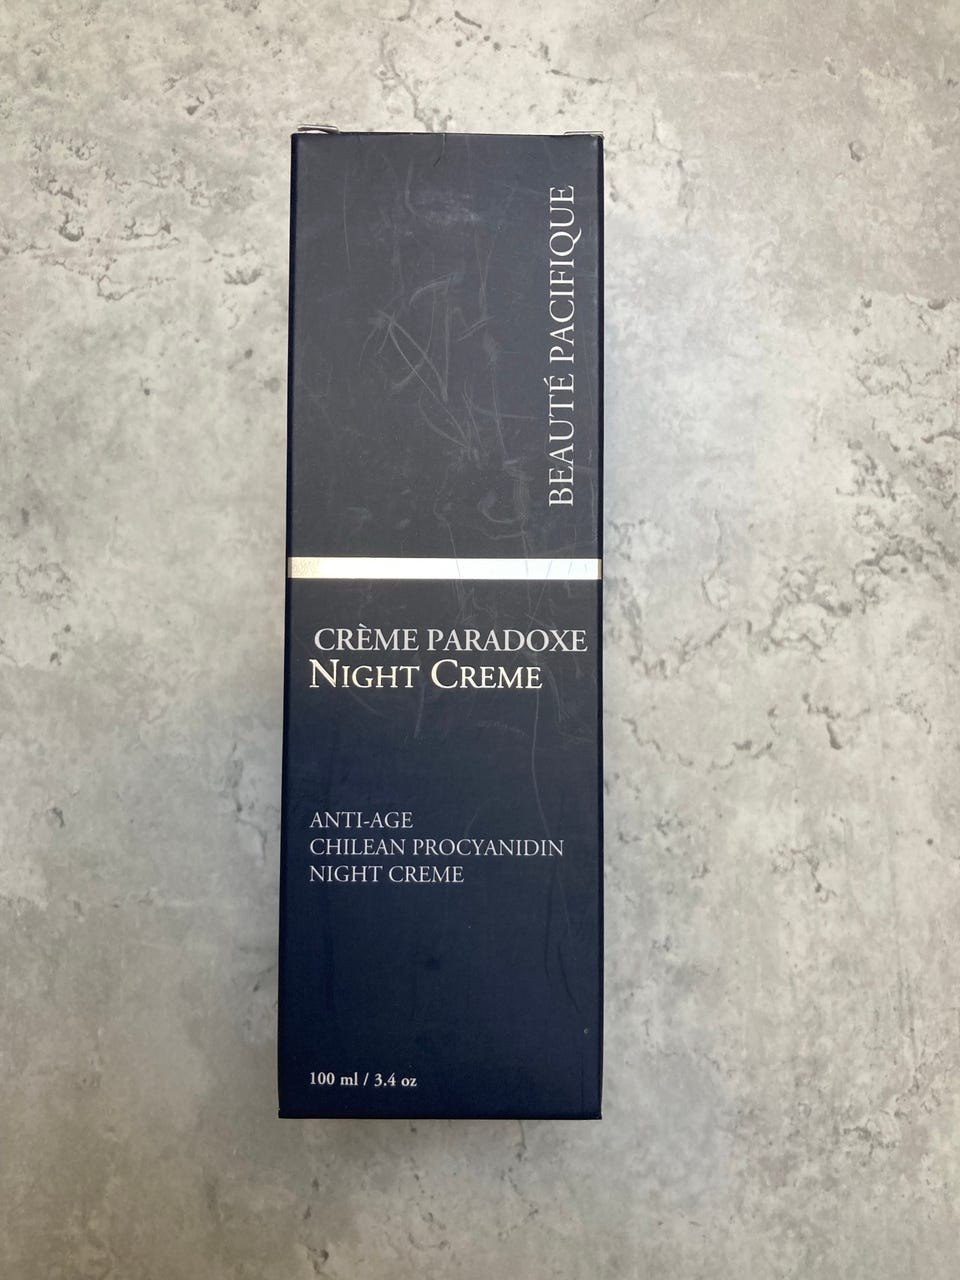 BEAUTÉ PACIFIQUE
CRÈME PARADOXE
NIGHT CREME
ANTI-AGE
CHILEAN PROCYANIDIN
NIGHT CREME
100 ml / 3.4 oz